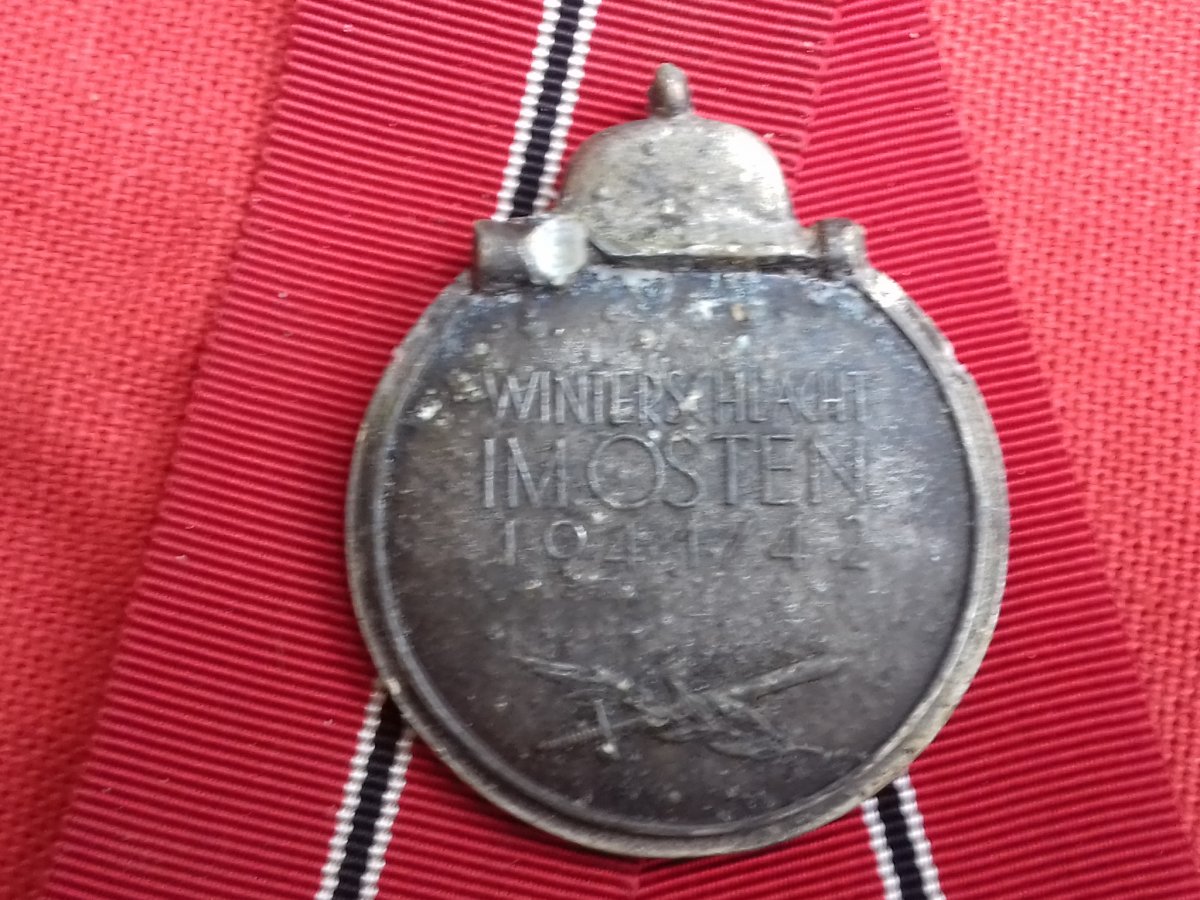 WINTERSCHLACHT
IM OSTEN
1941/42